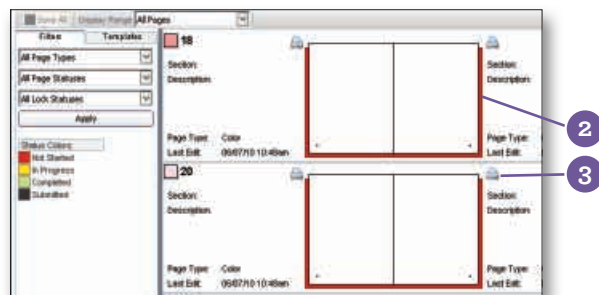 Save All Display Range: All Pages
Filters Templates
All Page Types
All Page Statuses
All Lock Statuses
Apply
Status Colors:
Not Started
In Progress
Completed
Submitted
18
Section:
Description:
Page Type: Color
Last Edit: 06/07/10 10:48am
Section:
Description:
Page Type:
Last Edit:
2
20
Section:
Description:
Page Type: Color
Last Edit: 06/07/10 10:48am
Section:
Description:
Page Type:
Last Edit:
3